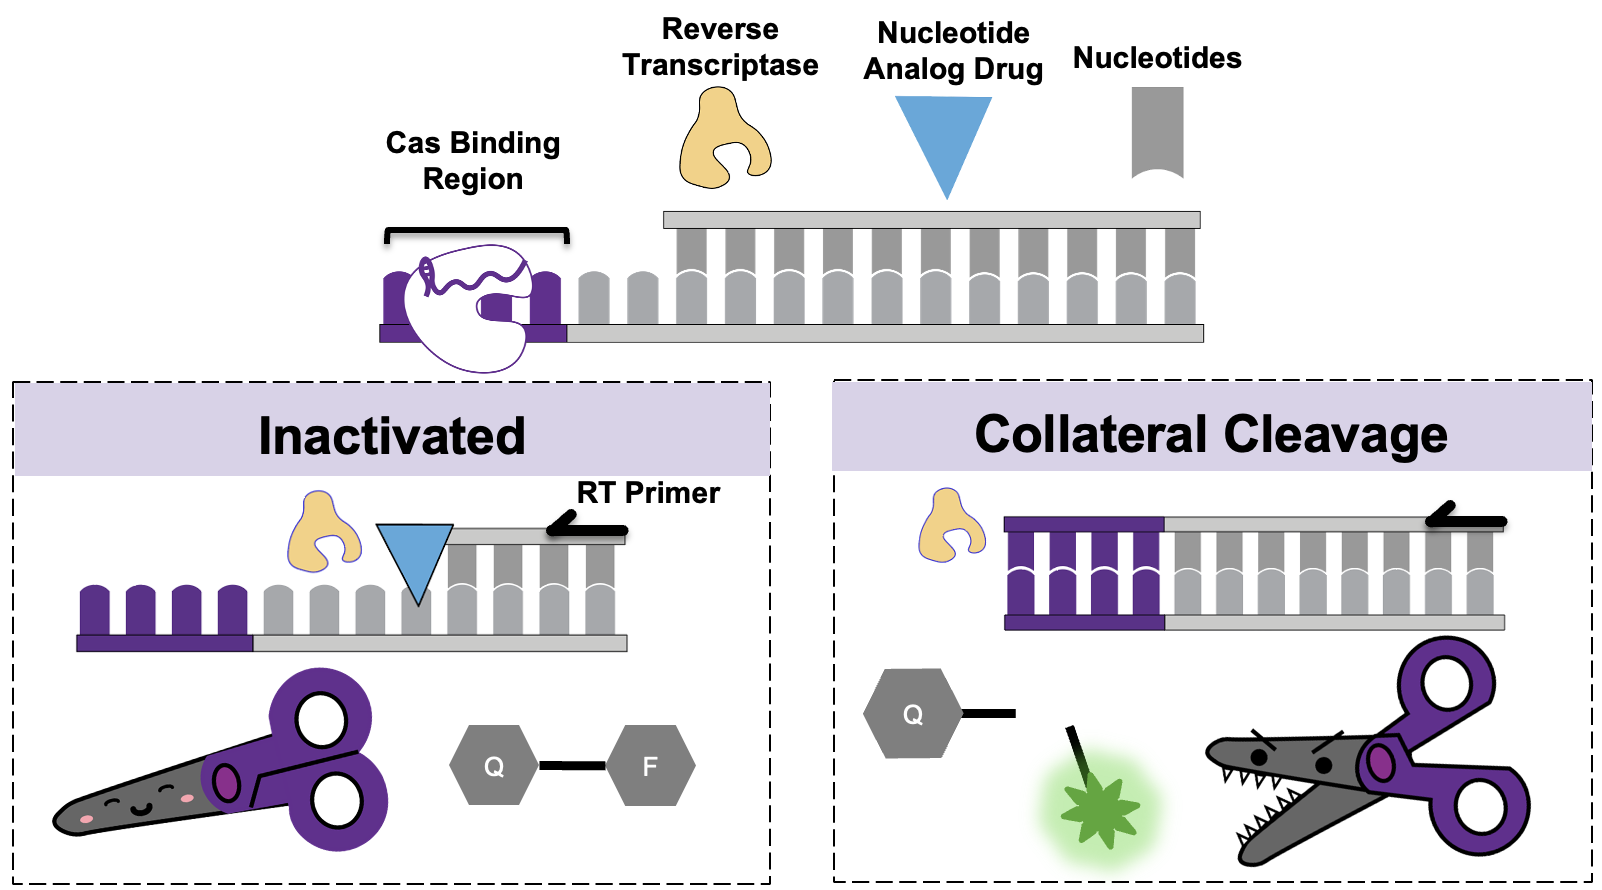 Reverse
Transcriptase
Nucleotide
Analog Drug
Nucleotides
Cas Binding
Region
Inactivated
RT Primer
Q
F
Collateral Cleavage
Q